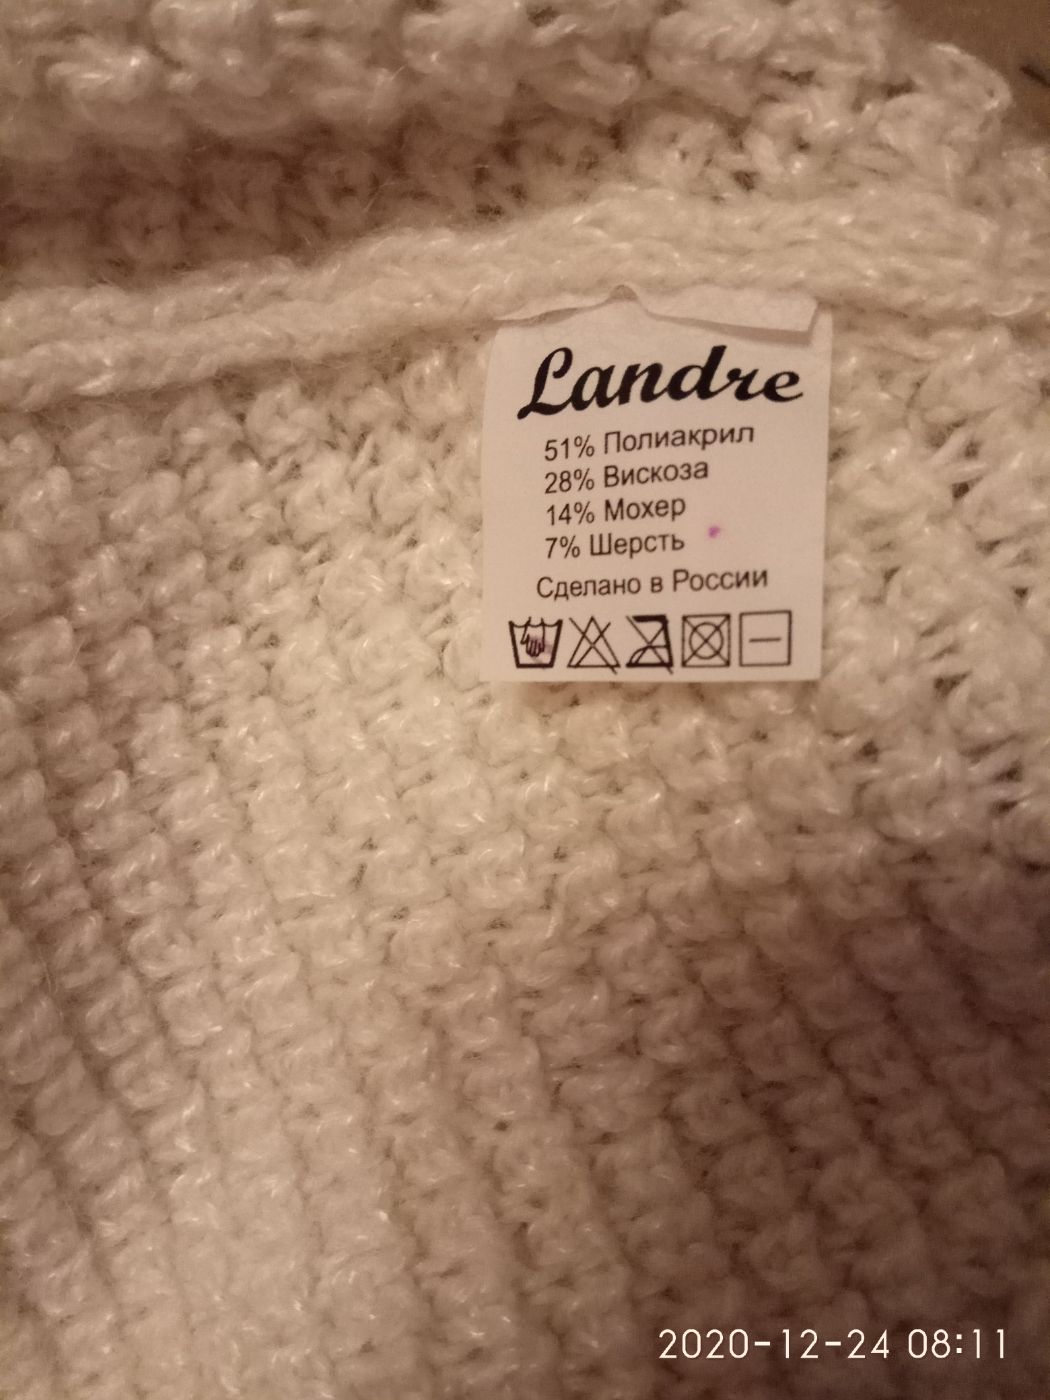 Landre
51% Полиакрил
28% Вискоза
14% Мохер
7% Шерсть
Сделано в России
2020-12-24 08:11